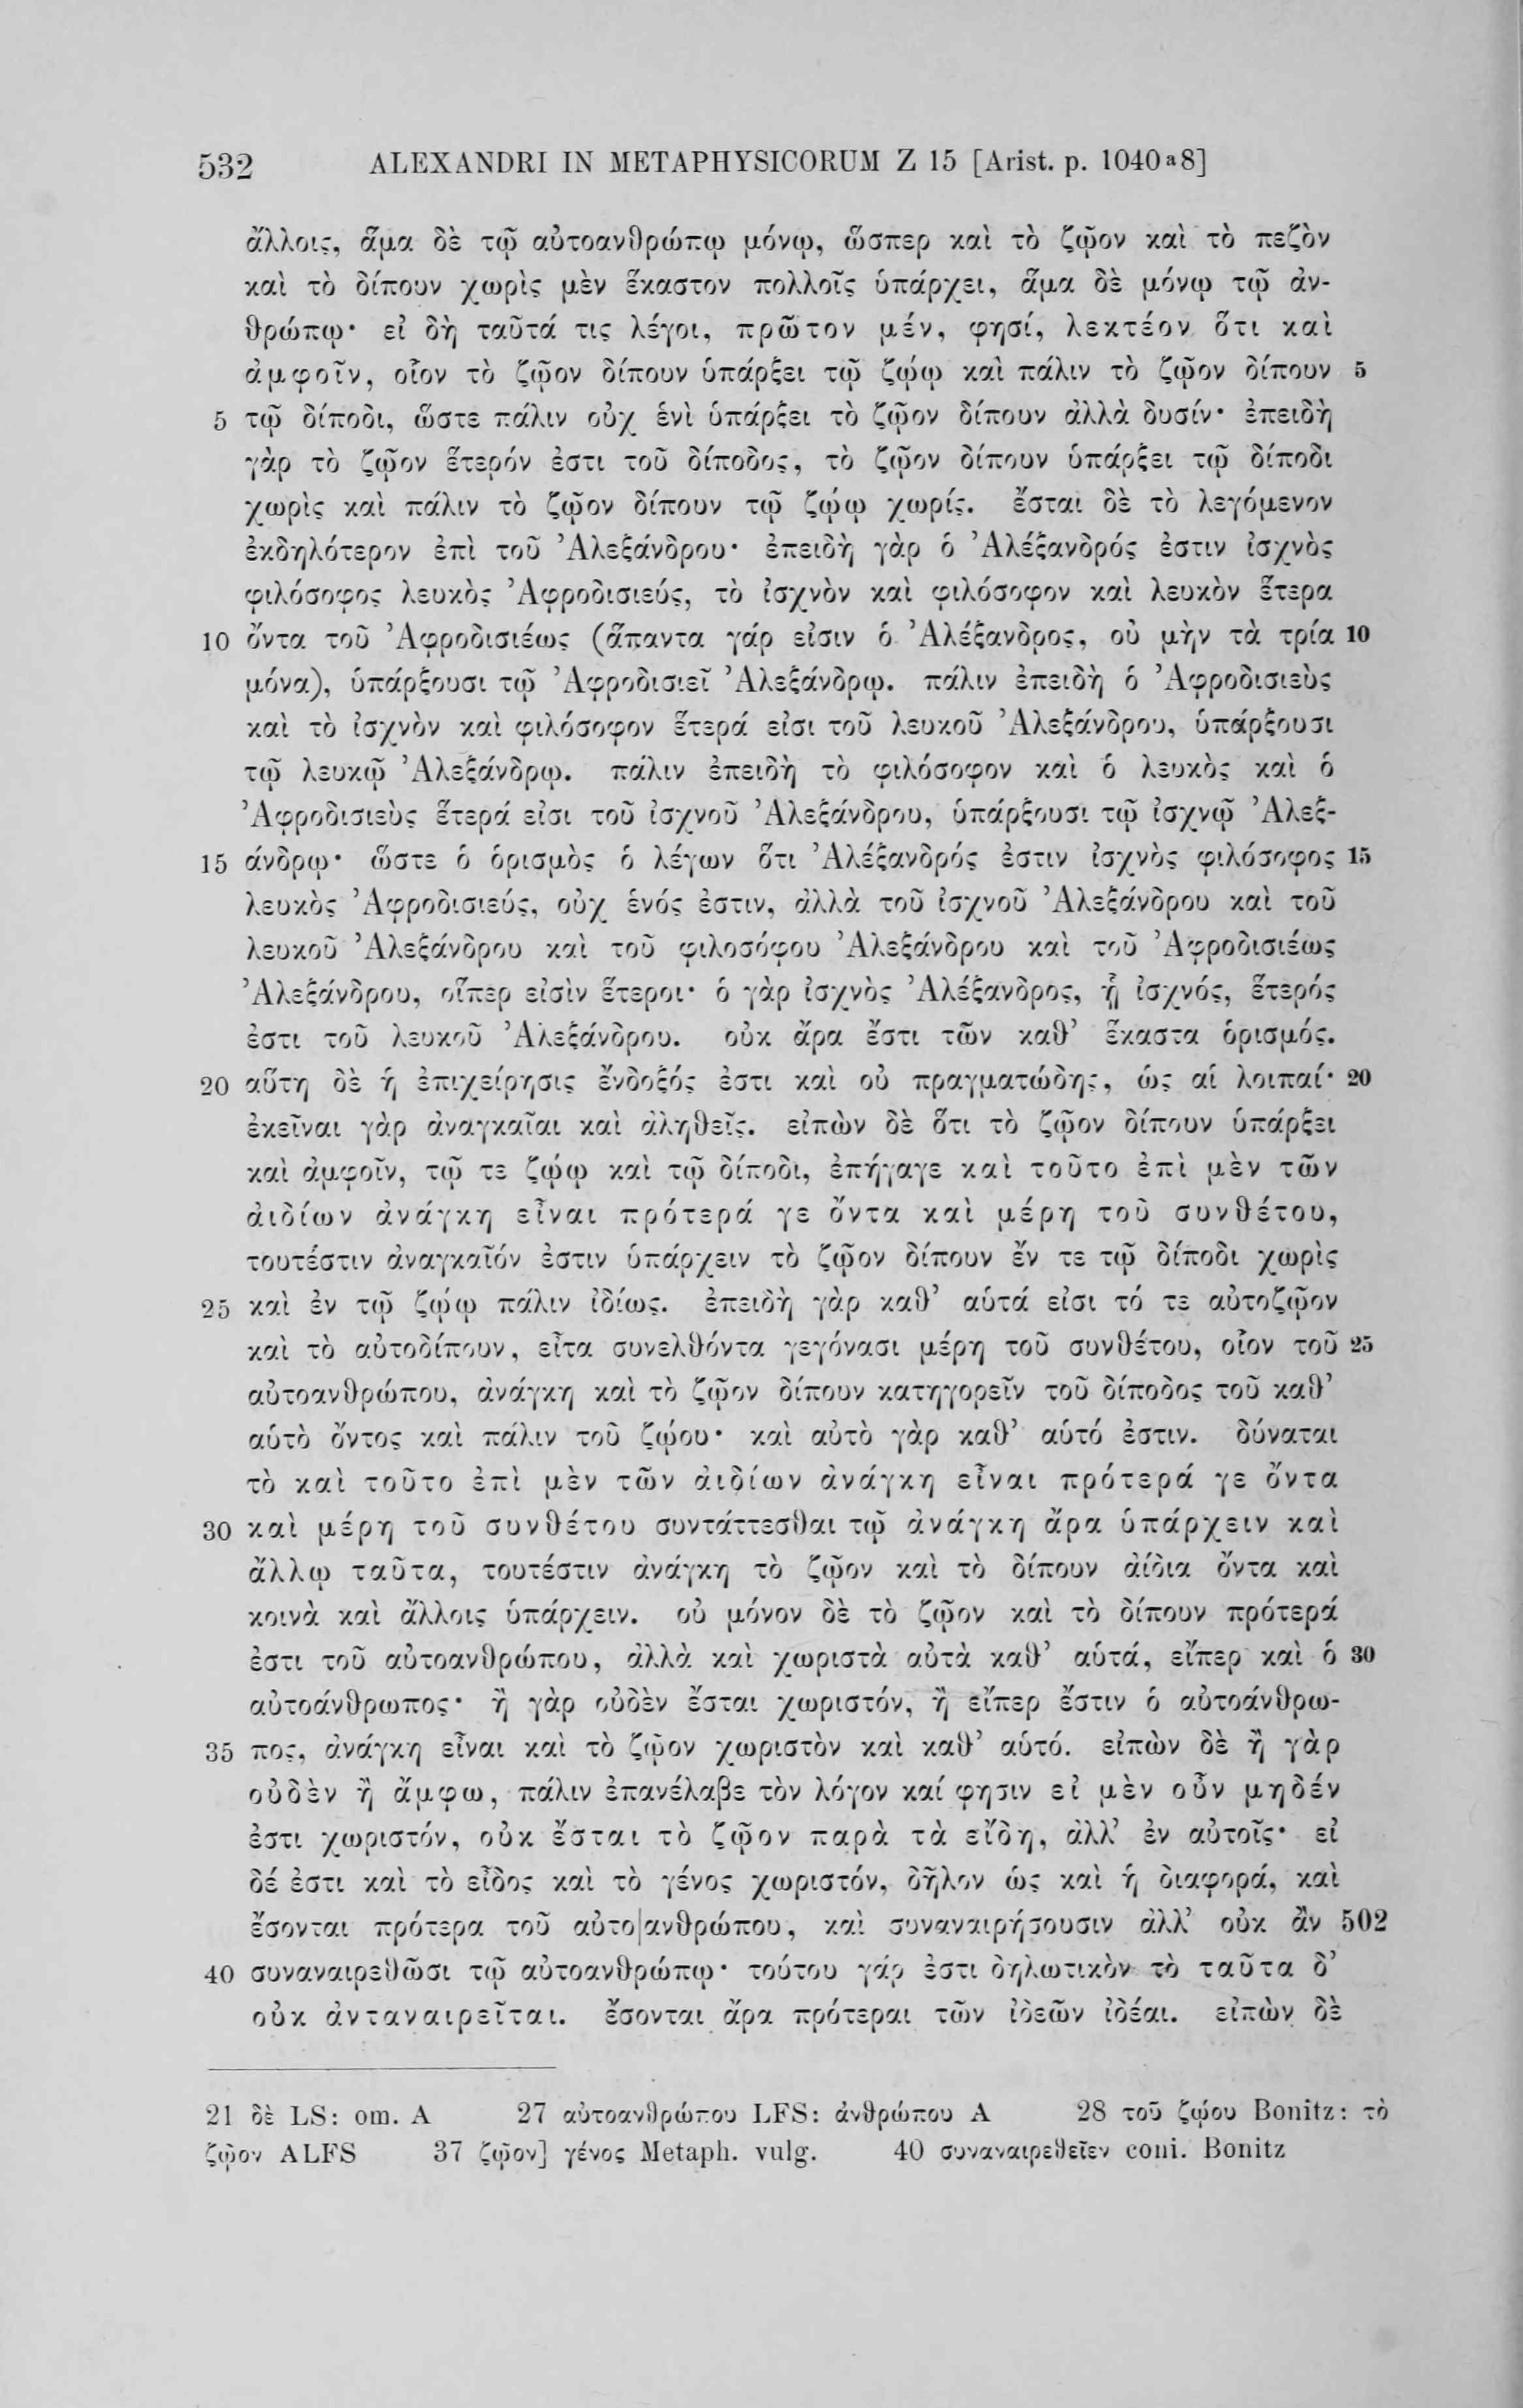 532 ALEXANDRI IN METAPHYSICORUM Z 15 [Arist. p. 1040 a 8]
ἄλλοις, ἅμα δὲ τῷ αὐτοανθρώπῳ μόνῳ, ὥσπερ καὶ τὸ ζῷον καὶ τὸ πεζὸν
καὶ τὸ δίπουν χωρὶς μὲν ἕκαστον πολλοῖς ὑπάρχει, ἅμα δὲ μόνῳ τῷ ἀν-
θρώπῳ· εἰ δὴ ταῦτά τις λέγοι, πρῶτον μέν, φησί, λεκτέον ὅτι καὶ
ἀμφοῖν, οἷον τὸ ζῷον δίπουν ὑπάρξει τῷ ζῴῳ καὶ πάλιν τὸ ζῷον δίπουν 5
5 τῷ δίποδι, ὥστε πάλιν οὐχ ἑνὶ ὑπάρξει τὸ ζῷον δίπουν ἀλλὰ δυσίν· ἐπειδὴ
γὰρ τὸ ζῷον ἕτερόν ἐστι τοῦ δίποδος, τὸ ζῷον δίπουν ὑπάρξει τῷ δίποδι
χωρὶς καὶ πάλιν τὸ ζῷον δίπουν τῷ ζῴῳ χωρίς. ἔσται δὲ τὸ λεγόμενον
ἐκδηλότερον ἐπὶ τοῦ Ἀλεξάνδρου· ἐπειδὴ γὰρ ὁ Ἀλέξανδρός ἐστιν ἰσχνὸς
φιλόσοφος λευκὸς Ἀφροδισιεύς, τὸ ἰσχνὸν καὶ φιλόσοφον καὶ λευκὸν ἕτερα
10 ὄντα τοῦ Ἀφροδισιέως (ἅπαντα γάρ εἰσιν ὁ Ἀλέξανδρος, οὐ μὴν τὰ τρία 10
μόνα), ὑπάρξουσι τῷ Ἀφροδισιεῖ Ἀλεξάνδρῳ. πάλιν ἐπειδὴ ὁ Ἀφροδισιεὺς
καὶ τὸ ἰσχνὸν καὶ φιλόσοφον ἕτερά εἰσι τοῦ λευκοῦ Ἀλεξάνδρου, ὑπάρξουσι
τῷ λευκῷ Ἀλεξάνδρῳ. πάλιν ἐπειδὴ τὸ φιλόσοφον καὶ ὁ λευκὸς καὶ ὁ
Ἀφροδισιεὺς ἕτερά εἰσι τοῦ ἰσχνοῦ Ἀλεξάνδρου, ὑπάρξουσι τῷ ἰσχνῷ Ἀλεξ-
15 άνδρῳ· ὥστε ὁ ὁρισμὸς ὁ λέγων ὅτι Ἀλέξανδρός ἐστιν ἰσχνὸς φιλόσοφος 15
λευκὸς Ἀφροδισιεύς, οὐχ ἑνός ἐστιν, ἀλλὰ τοῦ ἰσχνοῦ Ἀλεξάνδρου καὶ τοῦ
λευκοῦ Ἀλεξάνδρου καὶ τοῦ φιλοσόφου Ἀλεξάνδρου καὶ τοῦ Ἀφροδισιέως
Ἀλεξάνδρου, οἵπερ εἰσὶν ἕτεροι· ὁ γὰρ ἰσχνὸς Ἀλέξανδρος, ᾗ ἰσχνός, ἕτερός
ἐστι τοῦ λευκοῦ Ἀλεξάνδρου. οὐκ ἄρα ἔστι τῶν καθ’ ἕκαστα ὁρισμός.
20 αὕτη δὲ ἡ ἐπιχείρησις ἔνδοξός ἐστι καὶ οὐ πραγματώδης, ὡς αἱ λοιπαί· 20
ἐκεῖναι γὰρ ἀναγκαῖαι καὶ ἀληθεῖς. εἰπὼν δὲ ὅτι τὸ ζῷον δίπουν ὑπάρξει
καὶ ἀμφοῖν, τῷ τε ζῴῳ καὶ τῷ δίποδι, ἐπήγαγε καὶ τοῦτο ἐπὶ μὲν τῶν
ἀιδίων ἀνάγκη εἶναι πρότερά γε ὄντα καὶ μέρη τοῦ συνθέτου,
τουτέστιν ἀναγκαῖόν ἐστιν ὑπάρχειν τὸ ζῷον δίπουν ἔν τε τῷ δίποδι χωρὶς
25 καὶ ἐν τῷ ζῴῳ πάλιν ἰδίως. ἐπειδὴ γὰρ καθ’ αὑτά εἰσι τό τε αὐτοζῷον
καὶ τὸ αὐτοδίπουν, εἶτα συνελθόντα γεγόνασι μέρη τοῦ συνθέτου, οἷον τοῦ 25
αὐτοανθρώπου, ἀνάγκη καὶ τὸ ζῷον δίπουν κατηγορεῖν τοῦ δίποδος τοῦ καθ’
αὑτὸ ὄντος καὶ πάλιν τοῦ ζῴου· καὶ αὐτὸ γὰρ καθ’ αὑτό ἐστιν. δύναται
τὸ καὶ τοῦτο ἐπὶ μὲν τῶν ἀιδίων ἀνάγκη εἶναι πρότερά γε ὄντα
30 καὶ μέρη τοῦ συνθέτου συντάττεσθαι τῷ ἀνάγκη ἄρα ὑπάρχειν καὶ
ἄλλῳ ταῦτα, τουτέστιν ἀνάγκη τὸ ζῷον καὶ τὸ δίπουν ἀίδια ὄντα καὶ
κοινὰ καὶ ἄλλοις ὑπάρχειν. οὐ μόνον δὲ τὸ ζῷον καὶ τὸ δίπουν πρότερά
ἐστι τοῦ αὐτοανθρώπου, ἀλλὰ καὶ χωριστὰ αὐτὰ καθ’ αὑτά, εἴπερ καὶ ὁ 30
αὐτοάνθρωπος· ἢ γὰρ οὐδὲν ἔσται χωριστόν, ἢ εἴπερ ἔστιν ὁ αὐτοάνθρω-
35 πος, ἀνάγκη εἶναι καὶ τὸ ζῷον χωριστὸν καὶ καθ’ αὑτό. εἰπὼν δὲ ἢ γὰρ
οὐδὲν ἢ ἄμφω, πάλιν ἐπανέλαβε τὸν λόγον καί φησιν εἰ μὲν οὖν μηδέν
ἐστι χωριστόν, οὐκ ἔσται τὸ ζῷον παρὰ τὰ εἴδη, ἀλλ’ ἐν αὐτοῖς· εἰ
δέ ἐστι καὶ τὸ εἶδος καὶ τὸ γένος χωριστόν, δῆλον ὡς καὶ ἡ διαφορά, καὶ
ἔσονται πρότερα τοῦ αὐτο|ανθρώπου, καὶ συναναιρήσουσιν ἀλλ’ οὐκ ἂν 502
40 συναναιρεθῶσι τῷ αὐτοανθρώπῳ· τούτου γάρ ἐστι δηλωτικὸν τὸ ταῦτα δ’
οὐκ ἀνταναιρεῖται. ἔσονται ἄρα πρότεραι τῶν ἰδεῶν ἰδέαι. εἰπὼν δὲ
21 δὲ LS: om. A 27 αὐτοανθρώπου LFS: ἀνθρώπου A 28 τοῦ ζῴου Bonitz: τὸ
ζῷον ALFS 37 ζῷον] γένος Metaph. vulg. 40 συναναιρεθεῖεν coni. Bonitz